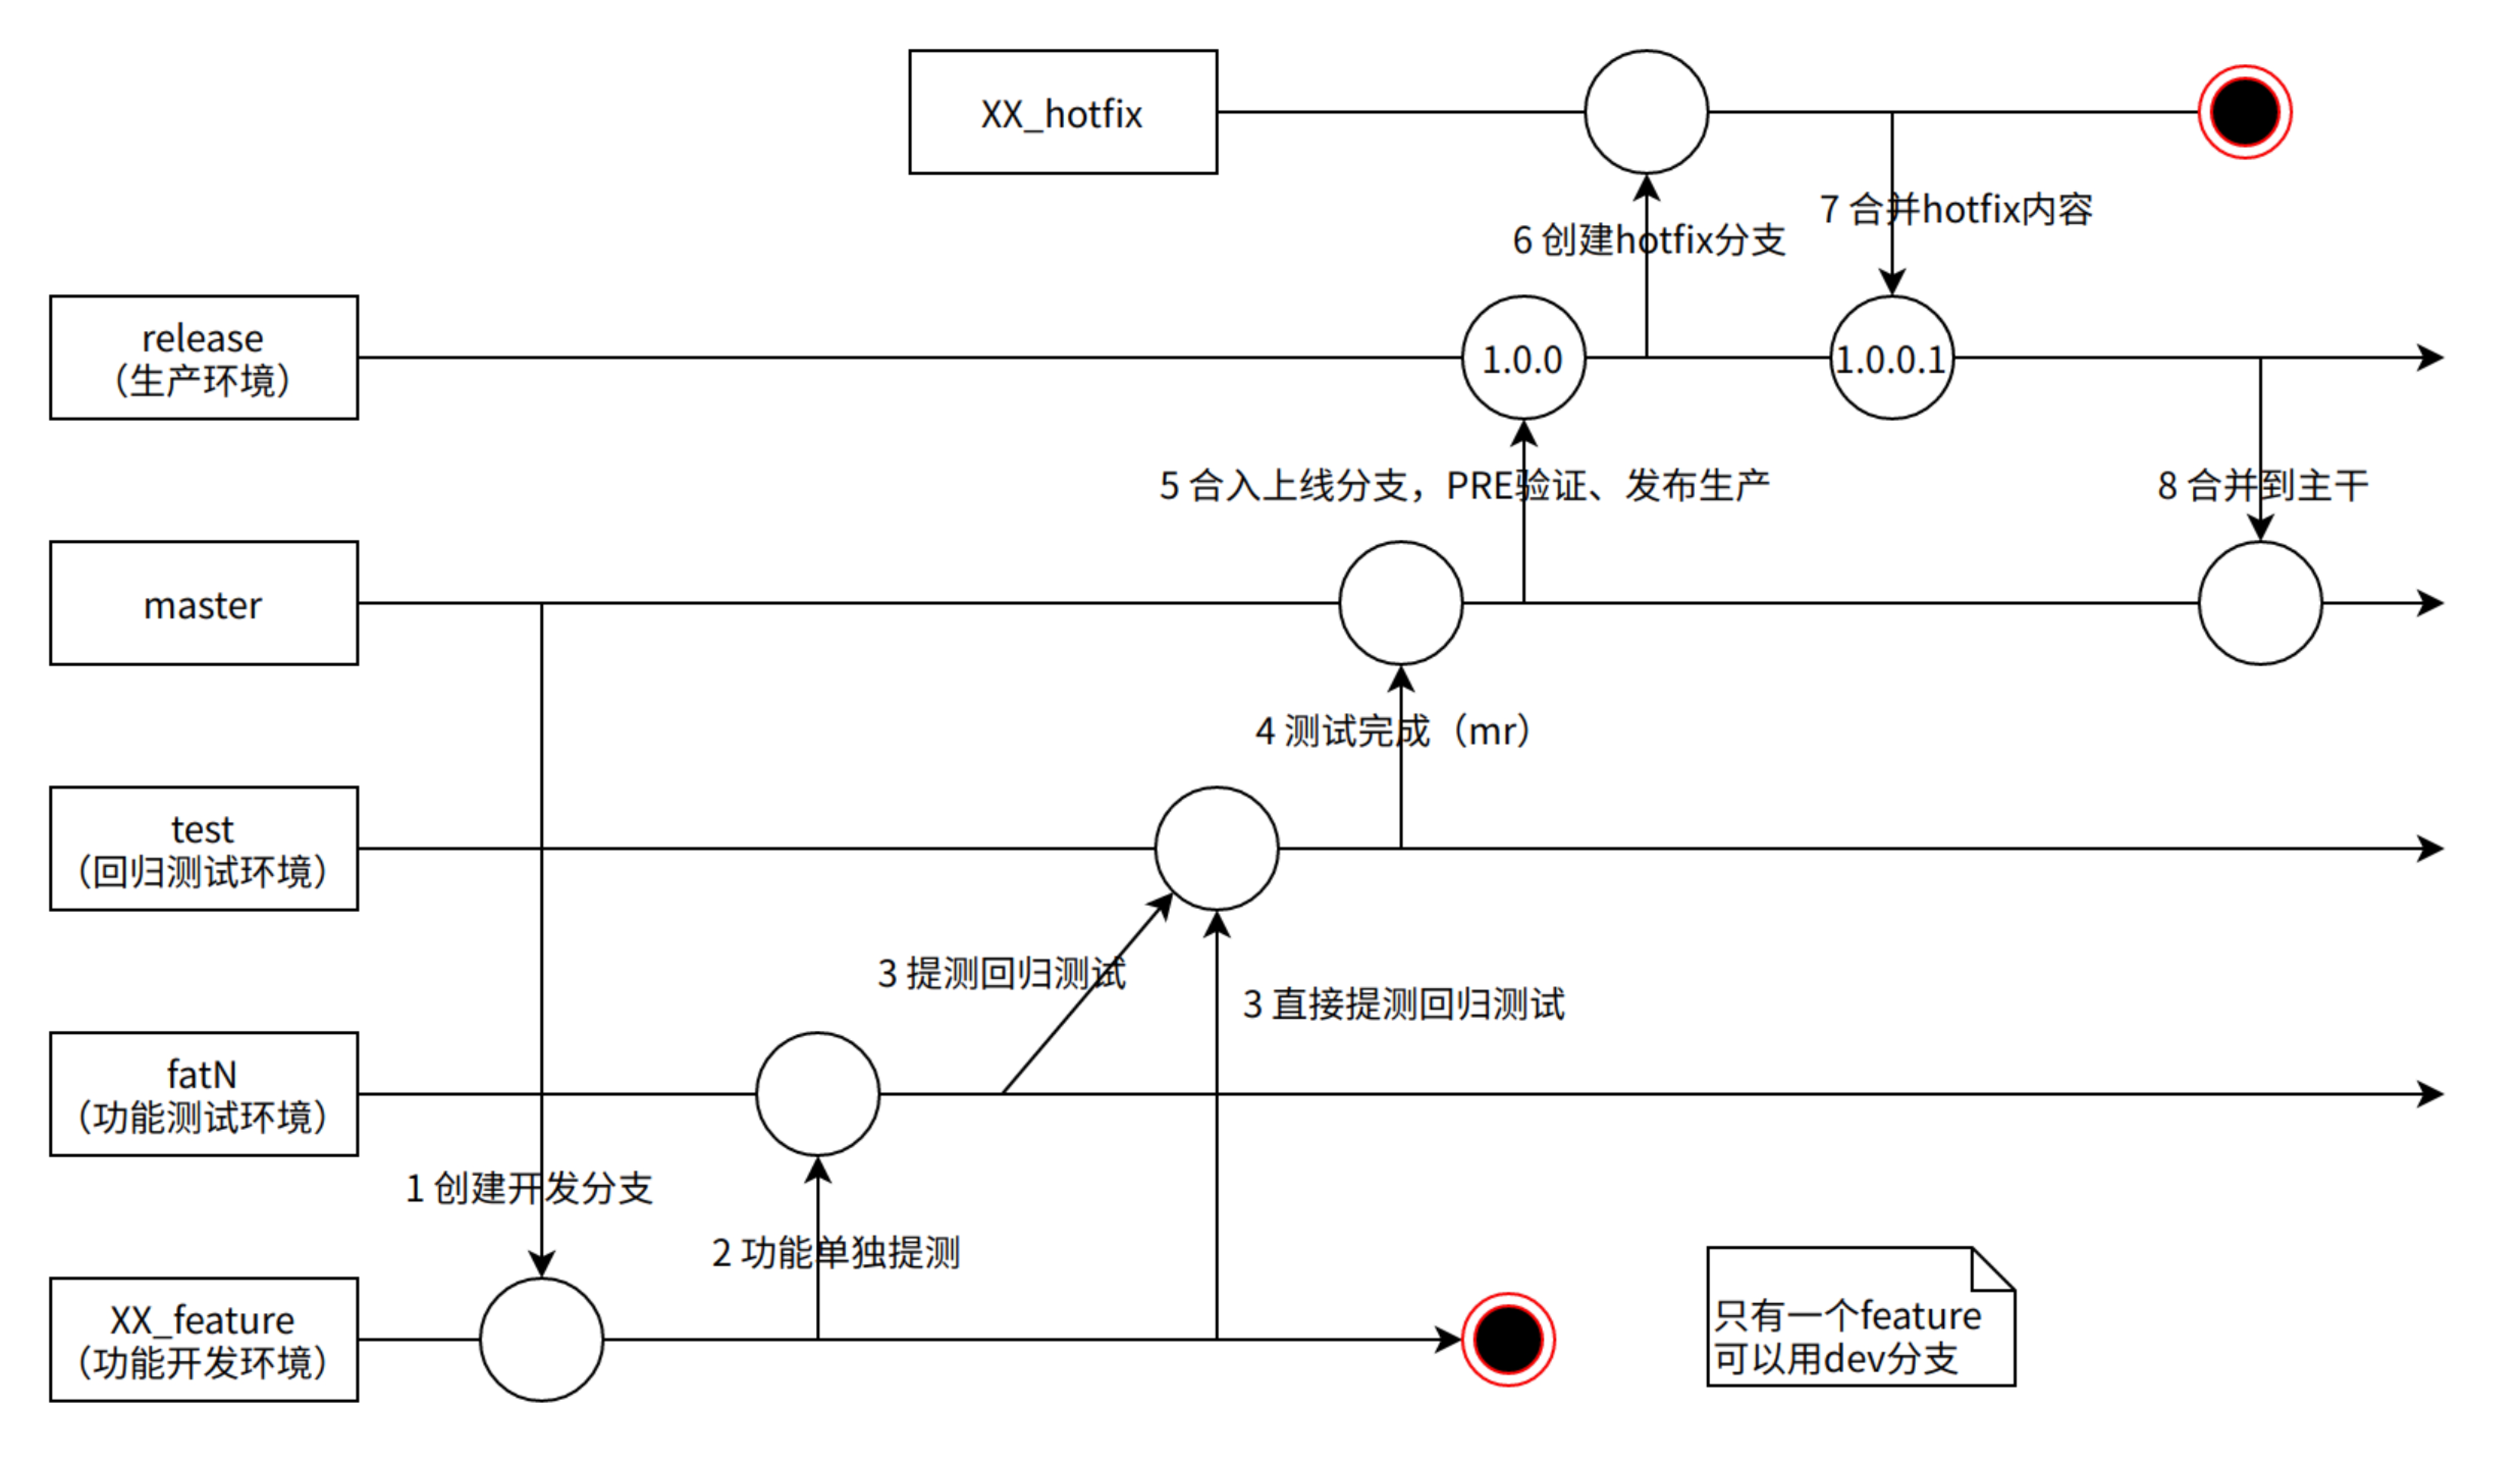 XX_hotfix
7 合并hotfix内容
6 创建hotfix分支
release
（生产环境）
1.0.0
1.0.0.1
5 合入上线分支，PRE验证、发布生产
8 合并到主干
master
4 测试完成（mr）
test
（回归测试环境）
3 提测回归测试
3 直接提测回归测试
fatN
（功能测试环境）
1 创建开发分支
2 功能单独提测
XX_feature
（功能开发环境）
只有一个feature
可以用dev分支